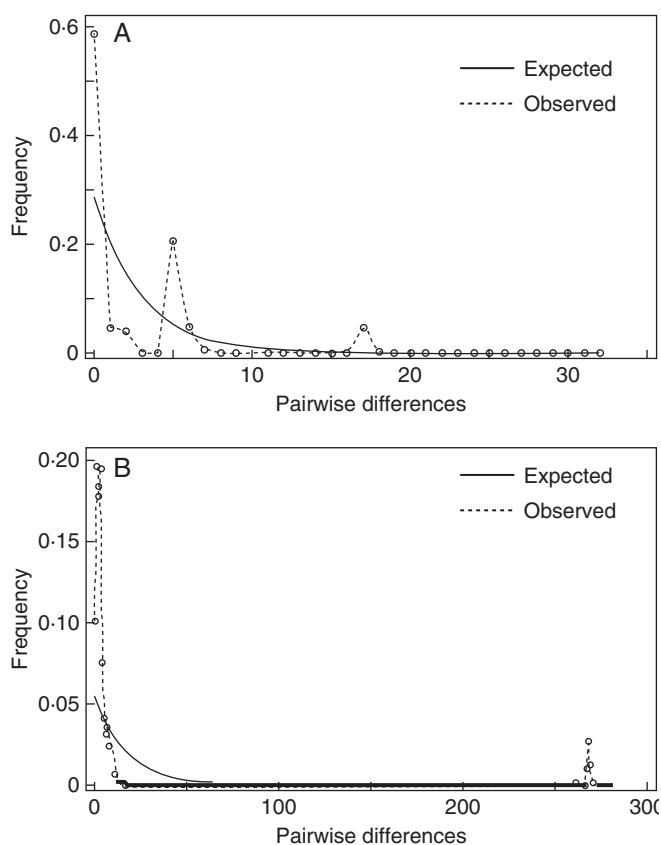 A
Expected
Observed
0·6
0·4
0·2
0
Frequency
0 10 20 30
Pairwise differences
B
Expected
Observed
0·20
0·15
0·10
0·05
0
Frequency
0 100 200 300
Pairwise differences